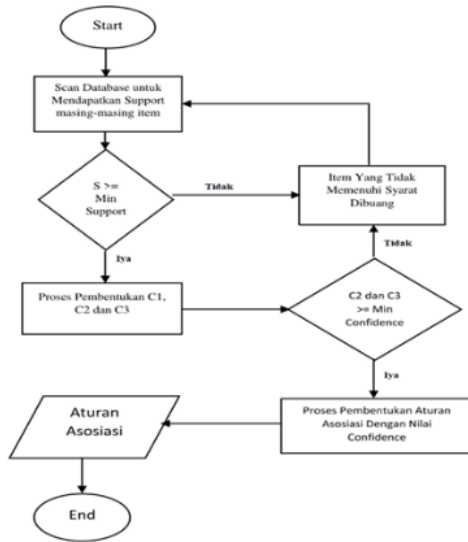 Start
Scan Database untuk
Mendapatkan Support
masing-masing item
S >=
Min
Support
Tidak
Item Yang Tidak
Memenuhi Syarat
Dibuang
Iya
Tidak
Proses Pembentukan C1,
C2 dan C3
C2 dan C3
>= Min
Confidence
Iya
Proses Pembentukan Aturan
Asosiasi Dengan Nilai
Confidence
Aturan
Asosiasi
End